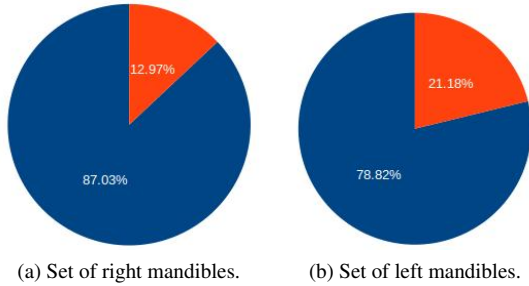 12.97%
87.03%
21.18%
78.82%
(a) Set of right mandibles.
(b) Set of left mandibles.